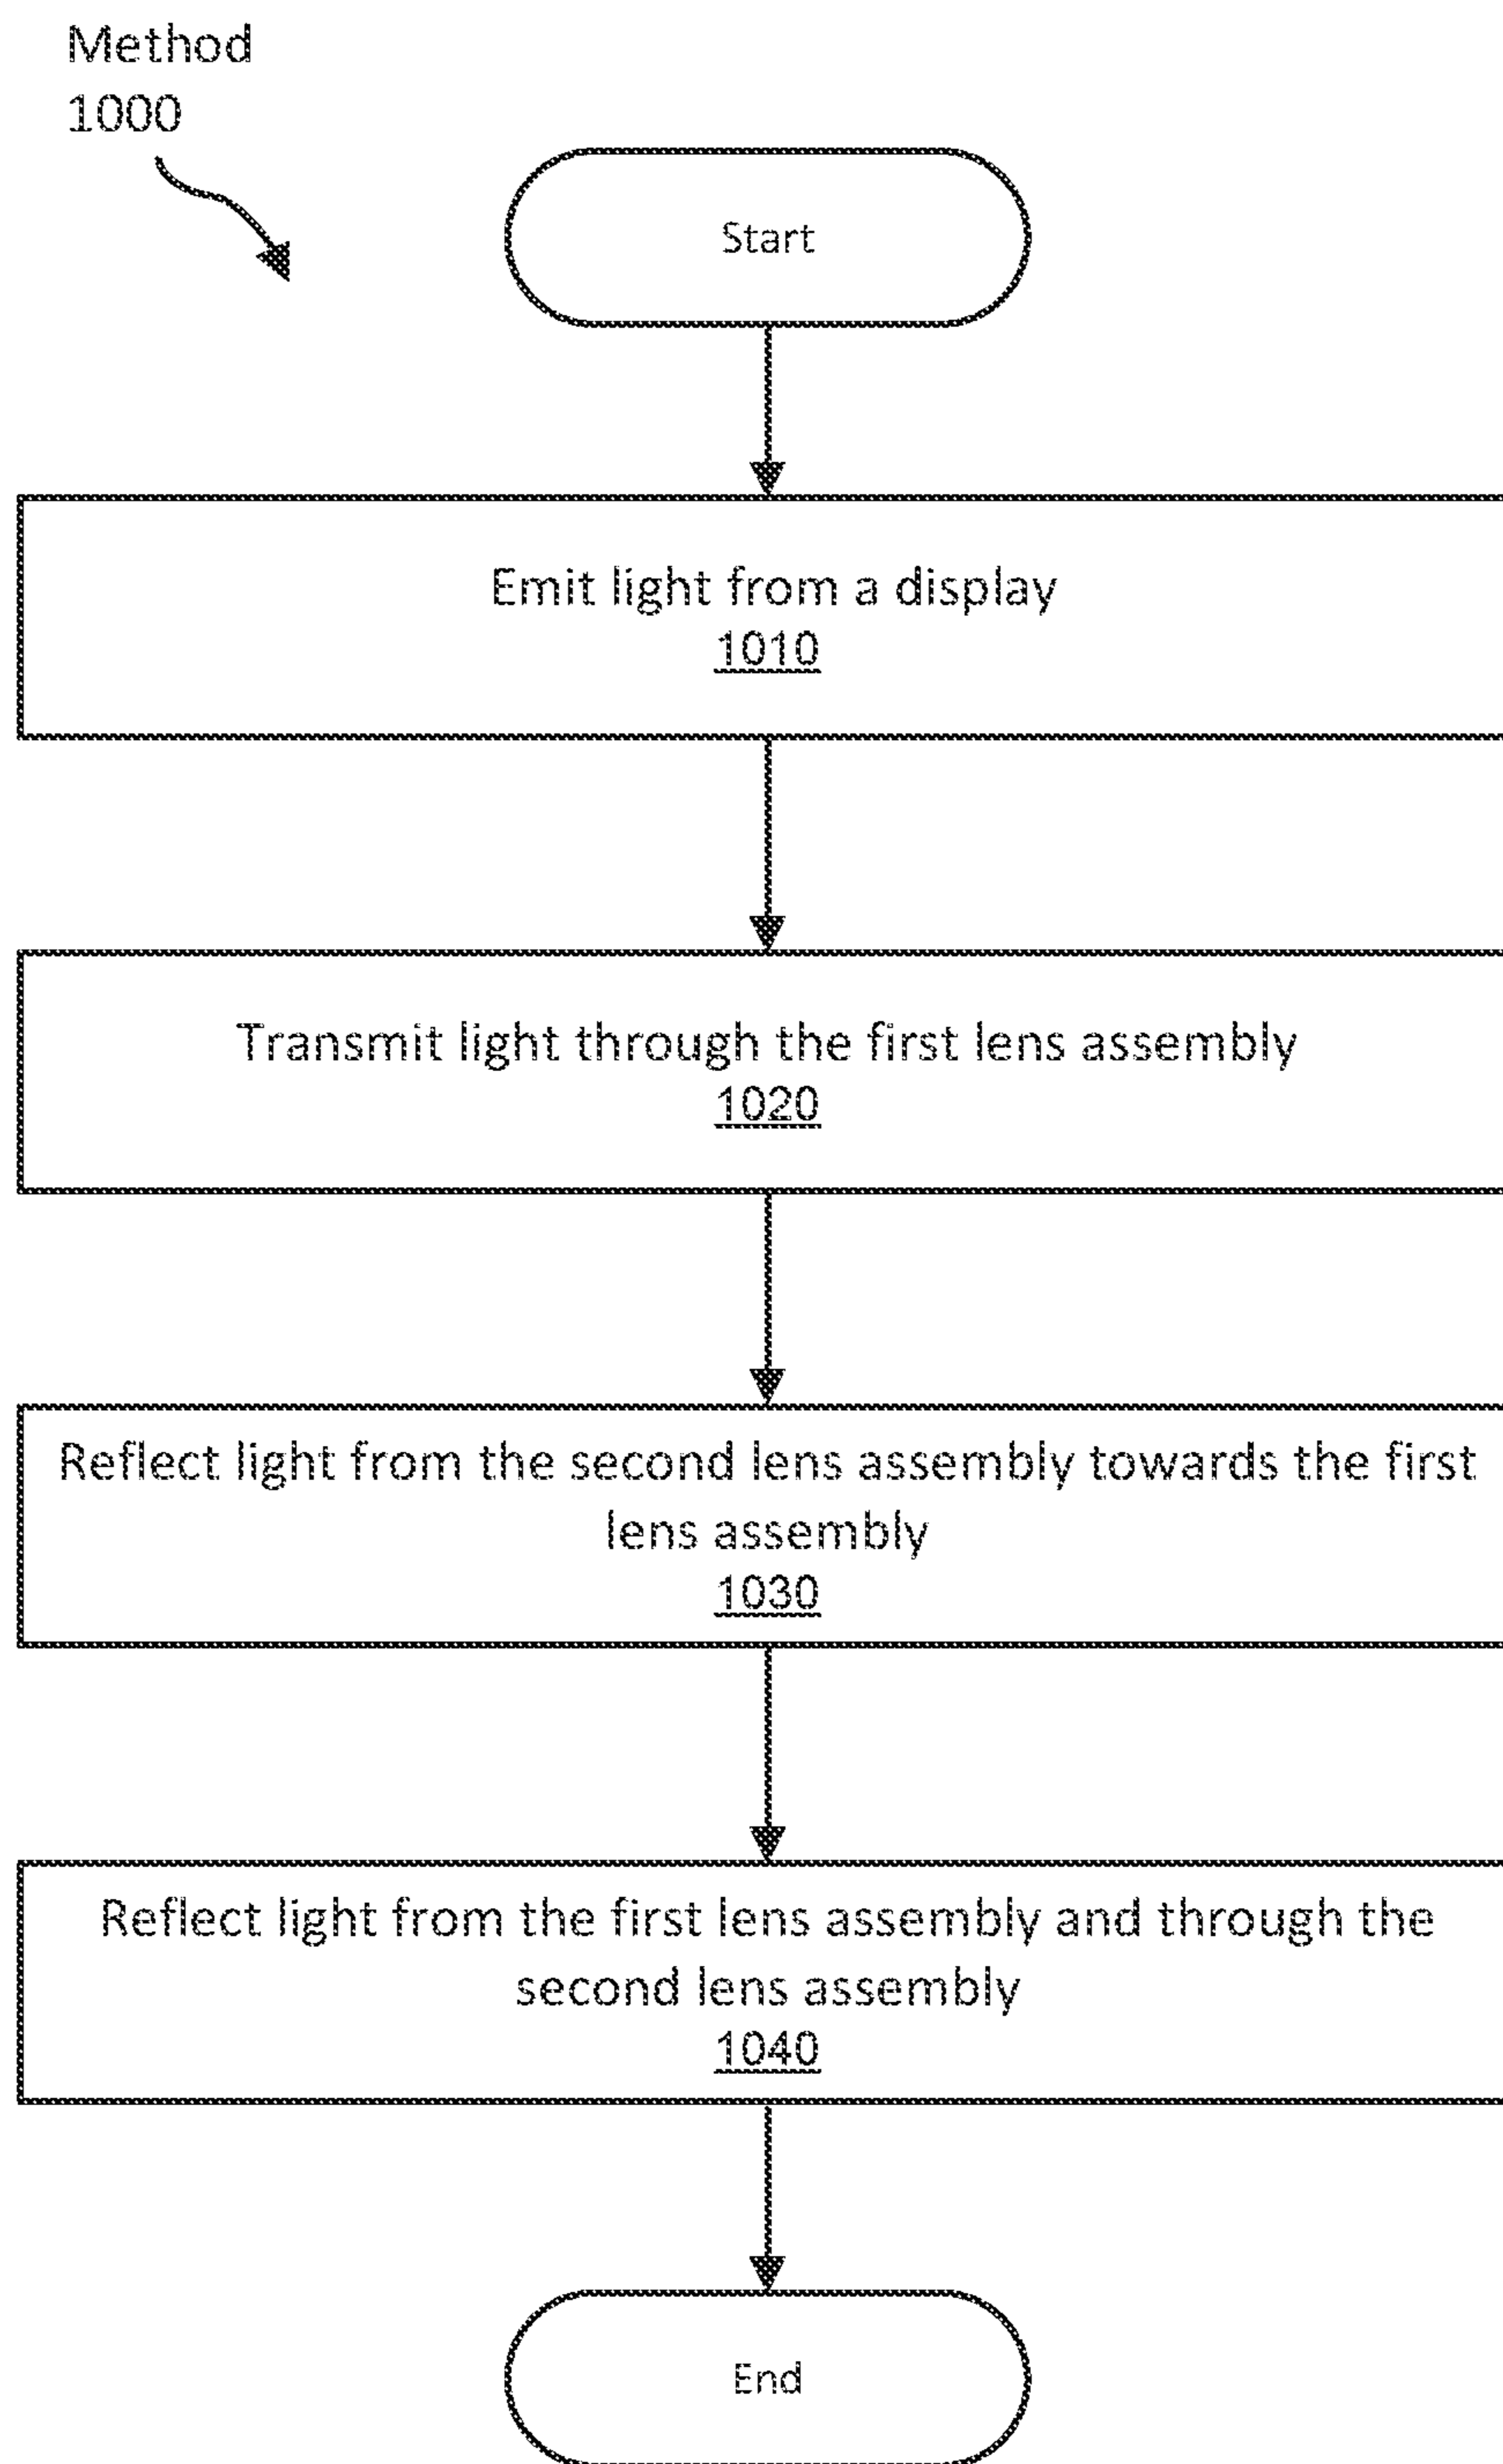 Method
1000
Start
Emit light from a display
1010
Transmit light through the first lens assembly
1020
Reflect light from the second lens assembly towards the first
lens assembly
1030
Reflect light from the first lens assembly and through the
second lens assembly
1040
End